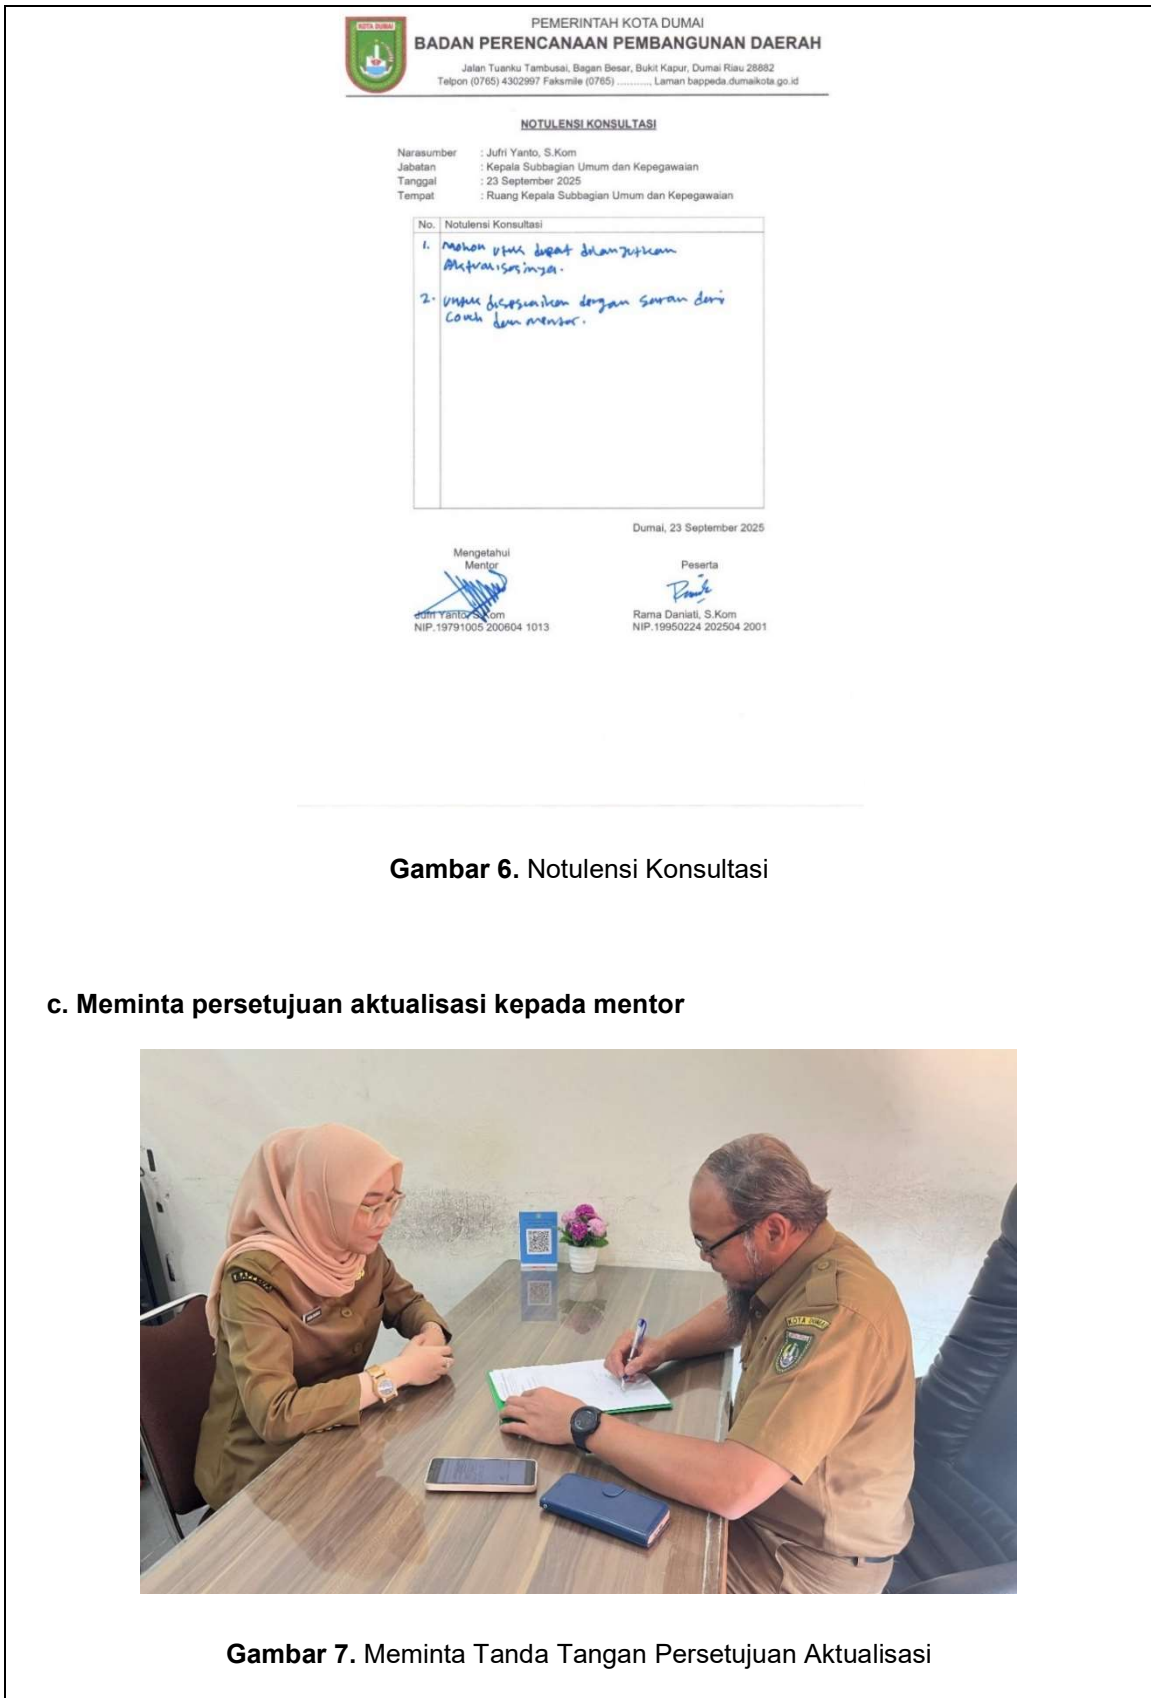 KOTA DUMAI
PEMERINTAH KOTA DUMAI
BADAN PERENCANAAN PEMBANGUNAN DAERAH
Jalan Tuanku Tambusai, Bagan Besar, Bukit Kapur, Dumai Riau 28882
Telpon (0765) 4302997 Faksmile (0765) .........., Laman bappeda.dumaikota.go.id
NOTULENSI KONSULTASI
Narasumber : Jufri Yanto, S.Kom
Jabatan : Kepala Subbagian Umum dan Kepegawaian
Tanggal : 23 September 2025
Tempat : Ruang Kepala Subbagian Umum dan Kepegawaian
No. Notulensi Konsultasi
1. Mohon untuk dapat dilanjutkan
Aktualisasinya.
2. Untuk disesuaikan dengan saran dari
Coach dan mentor.
Dumai, 23 September 2025
Mengetahui
Mentor
Peserta
Jufri Yanto, S.Kom
NIP.19791005 200604 1013
Rama Daniati, S.Kom
NIP.19950224 202504 2001
Gambar 6. Notulensi Konsultasi
c. Meminta persetujuan aktualisasi kepada mentor
KOTA DUMAI
Gambar 7. Meminta Tanda Tangan Persetujuan Aktualisasi